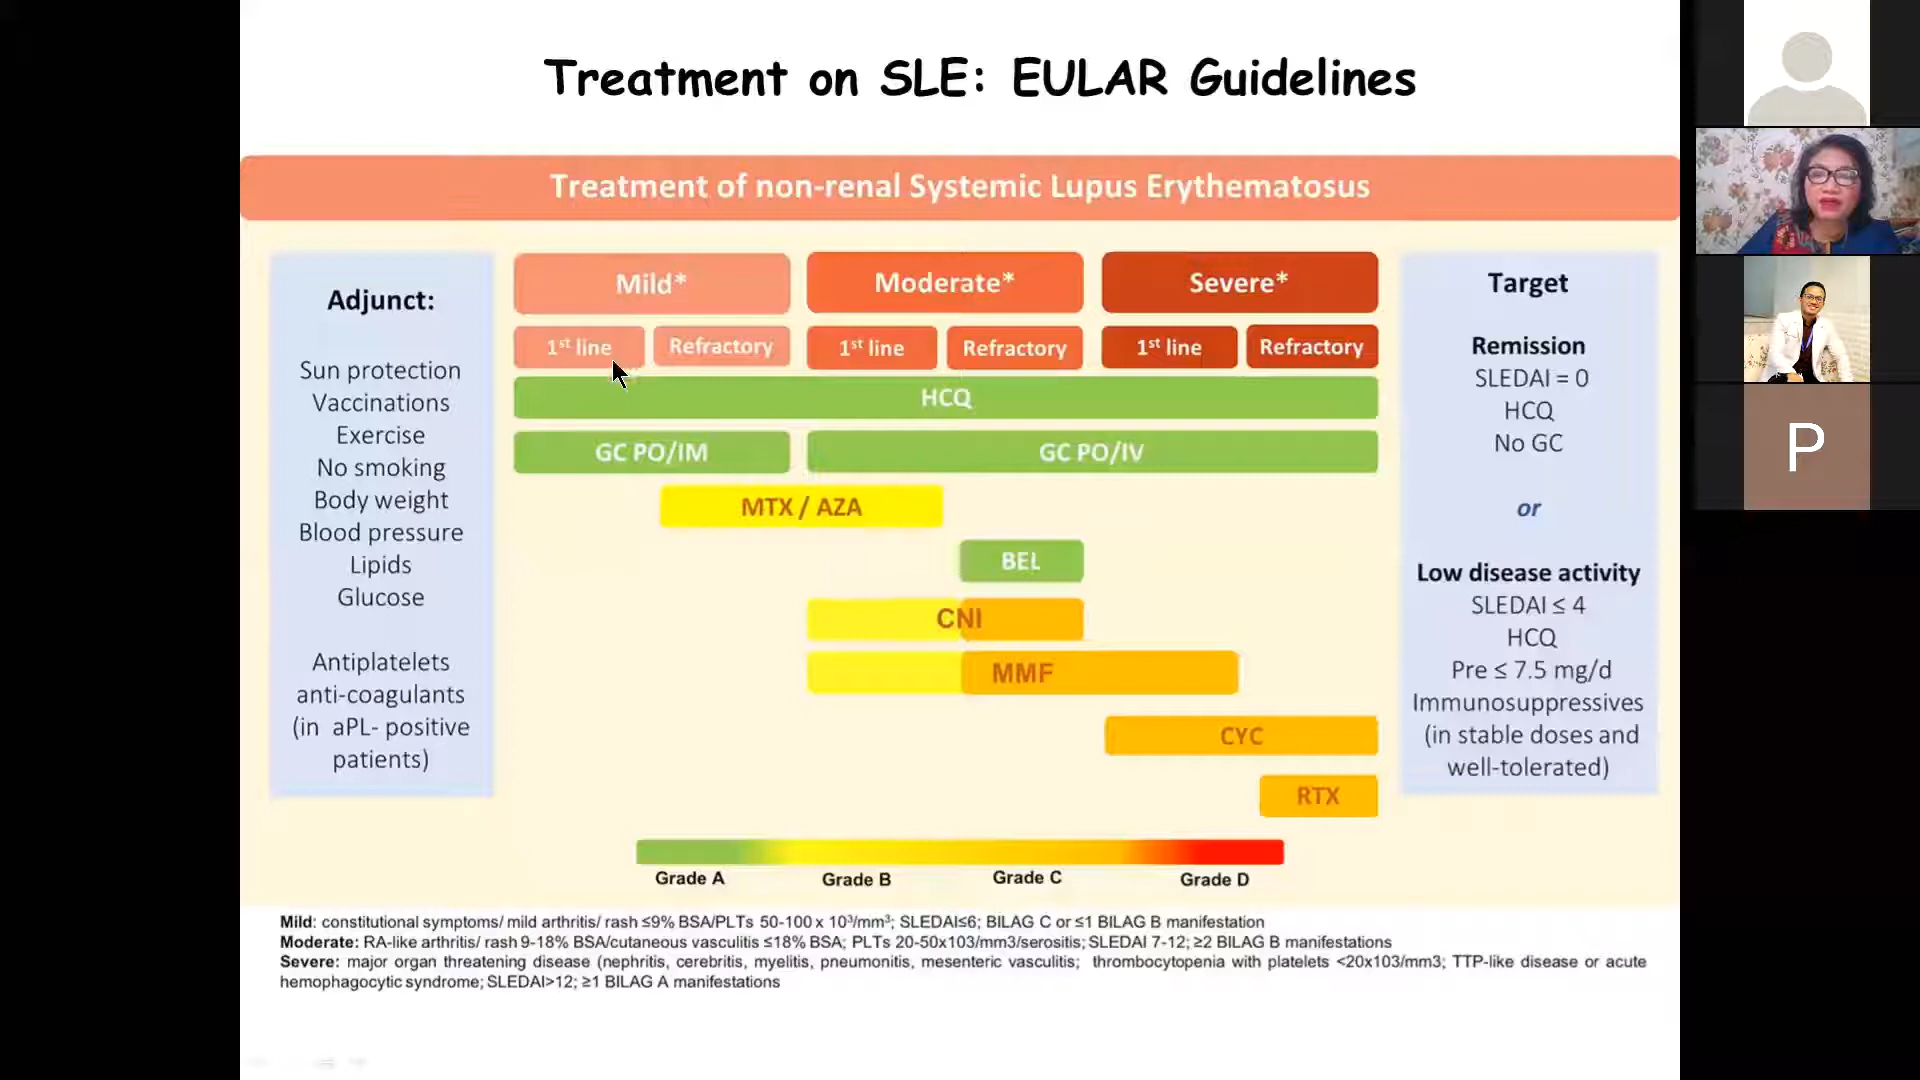 Treatment on SLE: EULAR Guidelines
Treatment of non-renal Systemic Lupus Erythematosus
Adjunct:
Sun protection
Vaccinations
Exercise
No smoking
Body weight
Blood pressure
Lipids
Glucose
Antiplatelets
anti-coagulants
(in aPL- positive
patients)
Mild*
Moderate*
Severe*
1st line
Refractory
1st line
Refractory
1st line
Refractory
HCQ
GC PO/IM
GC PO/IV
MTX / AZA
BEL
CNI
MMF
CYC
RTX
Grade A
Grade B
Grade C
Grade D
Target
Remission
SLEDAI = 0
HCQ
No GC
or
Low disease activity
SLEDAI ≤ 4
HCQ
Pre ≤ 7.5 mg/d
Immunosuppressives
(in stable doses and
well-tolerated)
Mild: constitutional symptoms/ mild arthritis/ rash ≤9% BSA/PLTs 50-100 x 10³/mm³; SLEDAI≤6; BILAG C or ≤1 BILAG B manifestation
Moderate: RA-like arthritis/ rash 9-18% BSA/cutaneous vasculitis ≤18% BSA; PLTs 20-50x103/mm3/serositis; SLEDAI 7-12; ≥2 BILAG B manifestations
Severe: major organ threatening disease (nephritis, cerebritis, myelitis, pneumonitis, mesenteric vasculitis; thrombocytopenia with platelets <20x103/mm3; TTP-like disease or acute
hemophagocytic syndrome; SLEDAI>12; ≥1 BILAG A manifestations
P